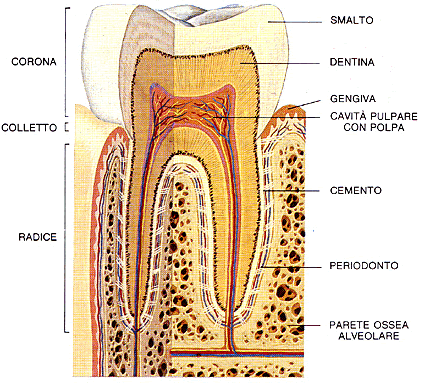 CORONA
COLLETTO
RADICE
SMALTO
DENTINA
GENGIVA
CAVITÀ PULPARE
CON POLPA
CEMENTO
PERIODONTO
PARETE OSSEA
ALVEOLARE